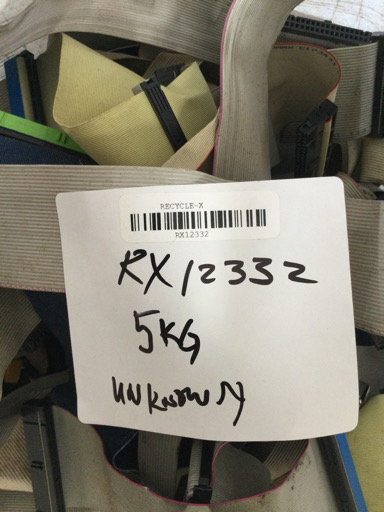 RECYCLE-X
RX12332
RX12332
5KG
UNKNOWN